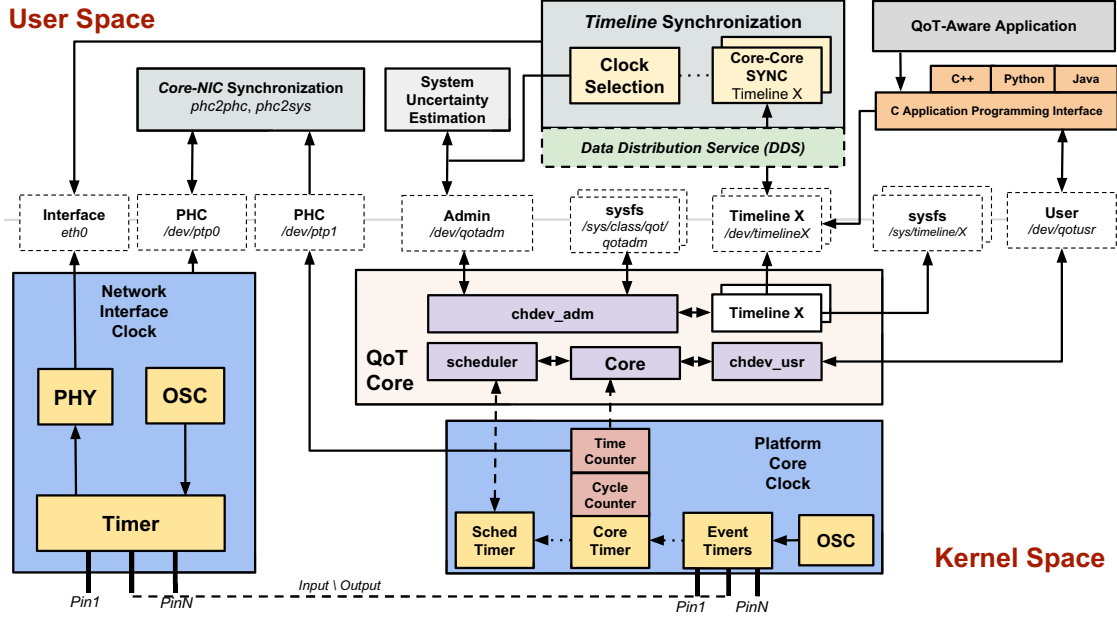 User Space
Timeline Synchronization
Clock
Selection
Core-Core
SYNC
Timeline X
Data Distribution Service (DDS)
Core-NIC Synchronization
phc2phc, phc2sys
System
Uncertainty
Estimation
QoT-Aware Application
C++
Python
Java
C Application Programming Interface
Interface
eth0
PHC
/dev/ptp0
PHC
/dev/ptp1
Admin
/dev/qotadm
sysfs
/sys/class/qot/
qotadm
Timeline X
/dev/timelineX
sysfs
/sys/timeline/X
User
/dev/qotusr
Network
Interface
Clock
PHY
OSC
Timer
Pin1
PinN
QoT
Core
chdev_adm
Timeline X
scheduler
Core
chdev_usr
Time
Counter
Cycle
Counter
Platform
Core
Clock
Sched
Timer
Core
Timer
Event
Timers
OSC
Kernel Space
Input \ Output
Pin1
PinN